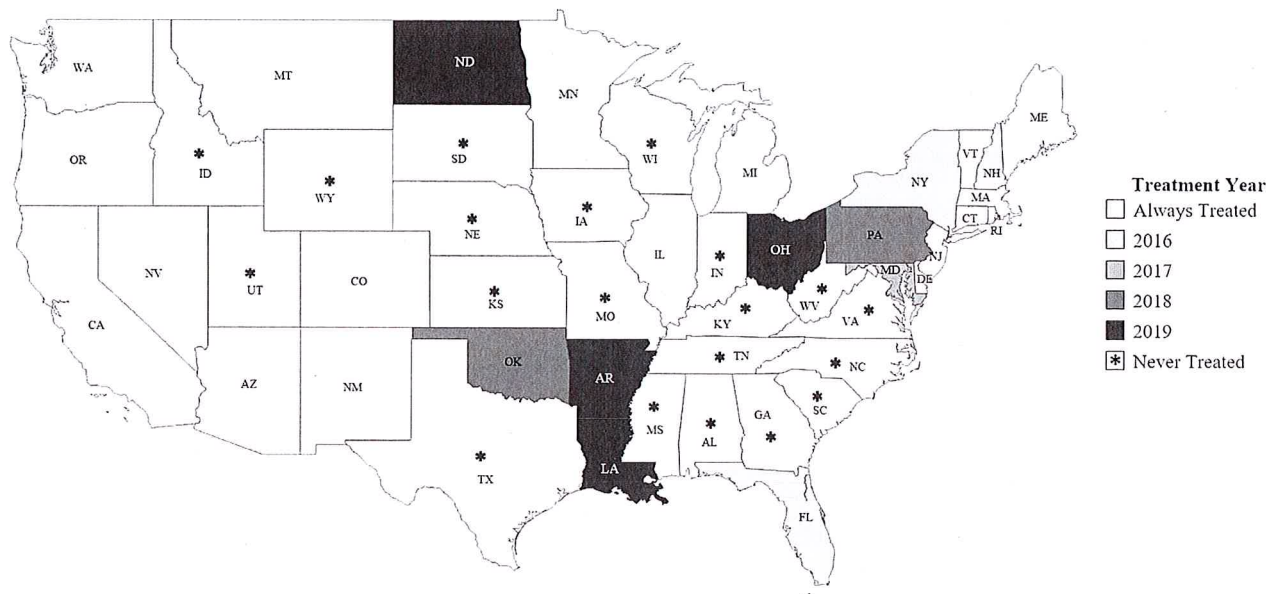 WA
MT
ND
MN
ME
OR
ID
*
WY
*
SD
*
WI
*
MI
VT
NH
NY
MA
CT
RI
NE
*
IA
*
NV
UT
*
CO
CA
KS
*
MO
*
IL
IN
*
OH
PA
NJ
MD
DE
WV
*
VA
*
KY
*
AZ
NM
OK
AR
* TN
* NC
SC
*
TX
*
LA
MS
*
AL
*
GA
*
FL
Treatment Year
Always Treated
2016
2017
2018
2019
* Never Treated